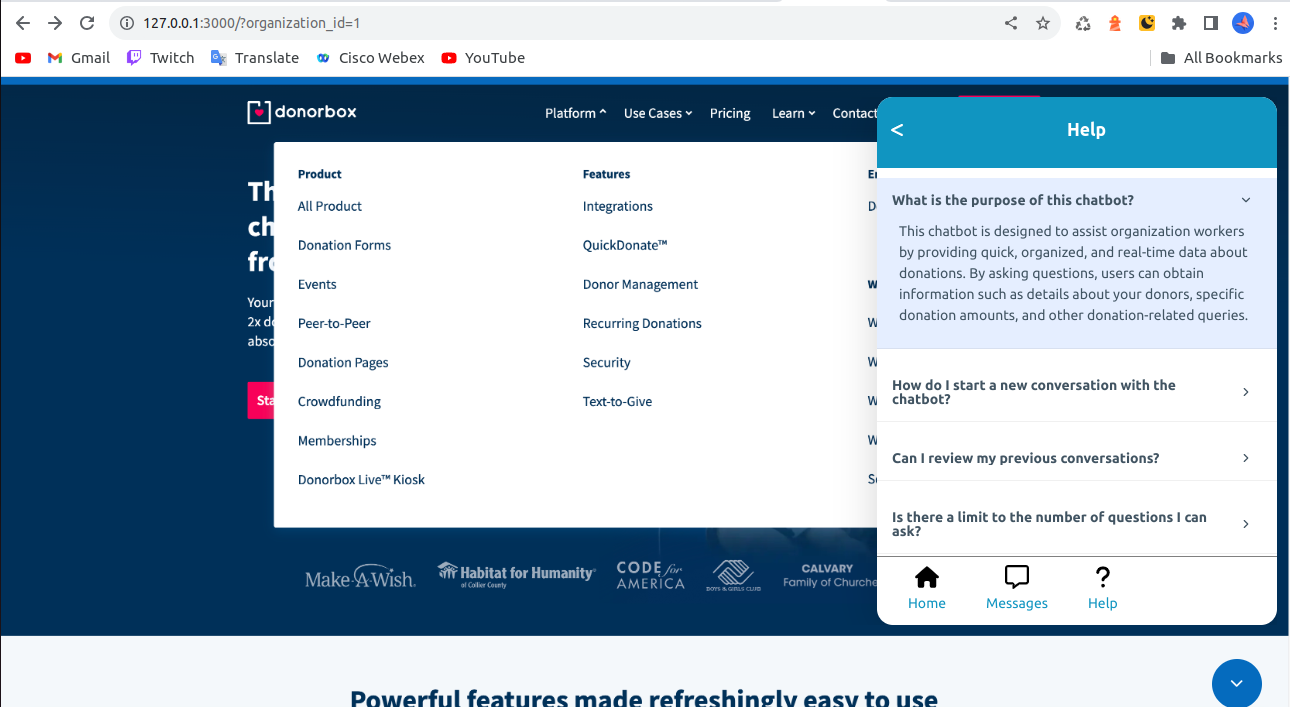 127.0.0.1:3000/?organization_id=1
Gmail Twitch Translate Cisco Webex YouTube All Bookmarks
donorbox Platform Use Cases Pricing Learn Contact
Product
All Product
Donation Forms
Events
Peer-to-Peer
Donation Pages
Crowdfunding
Memberships
Donorbox Live™ Kiosk
Features
Integrations
QuickDonate™
Donor Management
Recurring Donations
Security
Text-to-Give
Your
2x
Make-A-Wish.
Habitat for Humanity®
of Collier County
CODE for
AMERICA
BOYS & GIRLS CLUB
CALVARY
Family of Churche
Powerful features made refreshingly easy to use
< Help
What is the purpose of this chatbot?
This chatbot is designed to assist organization workers
by providing quick, organized, and real-time data about
donations. By asking questions, users can obtain
information such as details about your donors, specific
donation amounts, and other donation-related queries.
How do I start a new conversation with the
chatbot?
Can I review my previous conversations?
Is there a limit to the number of questions I can
ask?
Home Messages Help